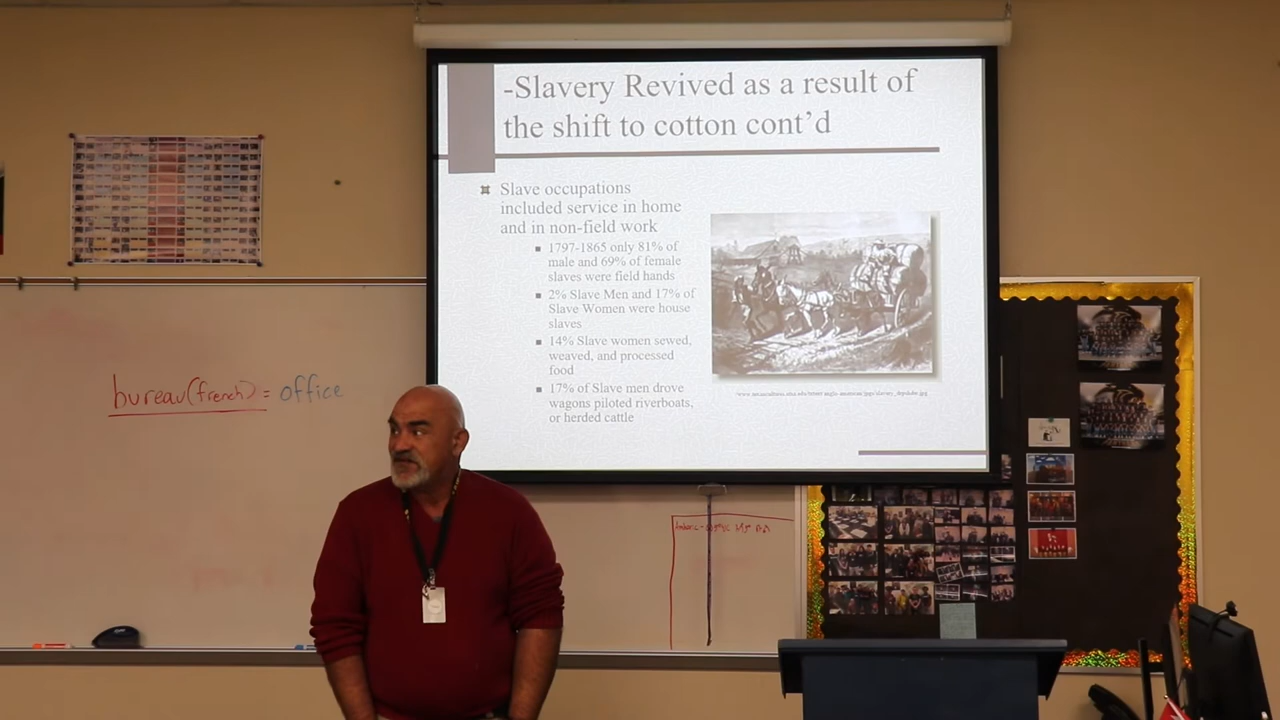 -Slavery Revived as a result of
the shift to cotton cont'd
Slave occupations
included service in home
and in non-field work
1797-1865 only 81% of
male and 69% of female
slaves were field hands
2% Slave Men and 17% of
Slave Women were house
slaves
14% Slave women sewed,
weaved, and processed
food
17% of Slave men drove
wagons piloted riverboats,
or herded cattle
bureau(french) = office